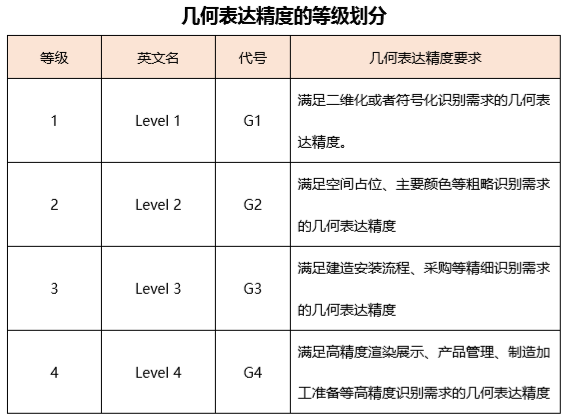 几何表达精度的等级划分
等级 英文名 代号 几何表达精度要求
1 Level 1 G1 满足二维化或者符号化识别需求的几何表
达精度。
2 Level 2 G2 满足空间占位、主要颜色等粗略识别需求
的几何表达精度
3 Level 3 G3 满足建造安装流程、采购等精细识别需求
的几何表达精度
4 Level 4 G4 满足高精度渲染展示、产品管理、制造加
工准备等高精度识别需求的几何表达精度